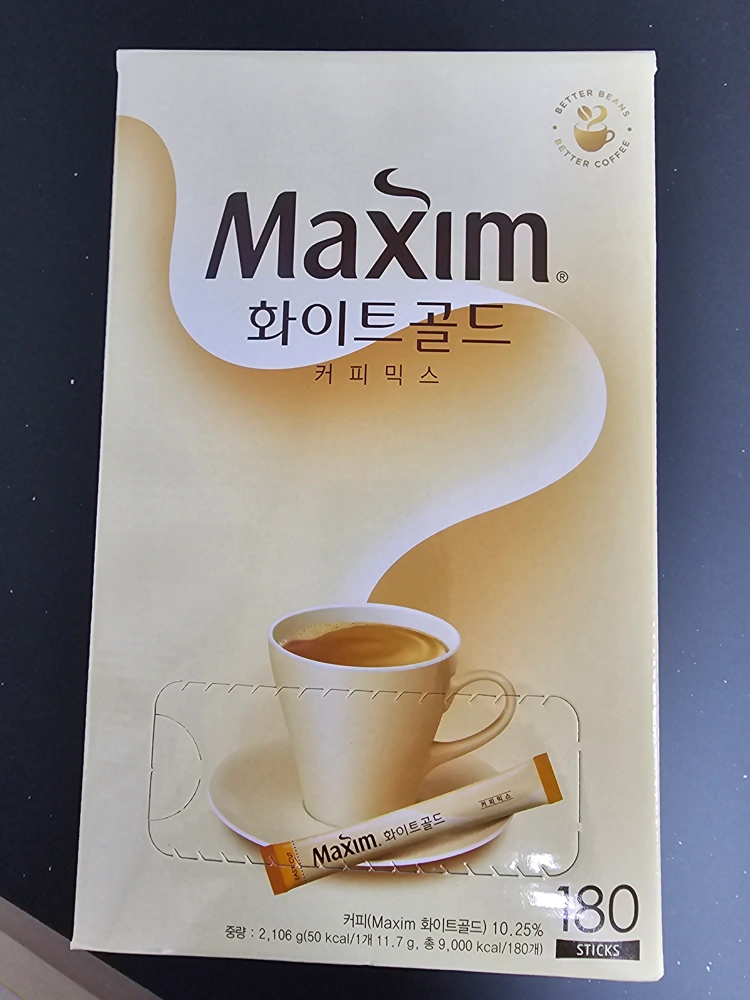 BETTER BEANS
BETTER COFFEE
Maxim®
화이트골드
커피믹스
커피믹스
Maxim. 화이트골드
EASY CUT
커피(Maxim 화이트골드) 10.25%
중량 : 2,106 g(50 kcal/1개 11.7 g, 총 9,000 kcal/180개)
180
STICKS